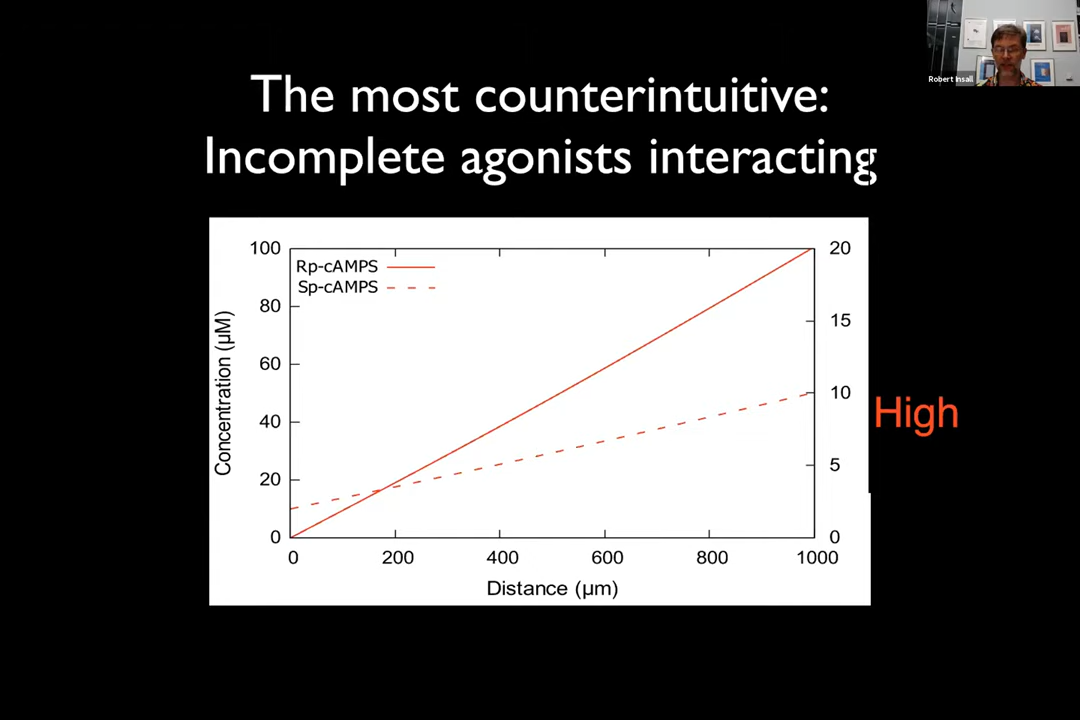 Robert Insall
The most counterintuitive:
Incomplete agonists interacting
100
80
60
40
20
0
Concentration (μM)
Rp-cAMPS
Sp-cAMPS
20
15
10
5
0
High
0 200 400 600 800 1000
Distance (μm)